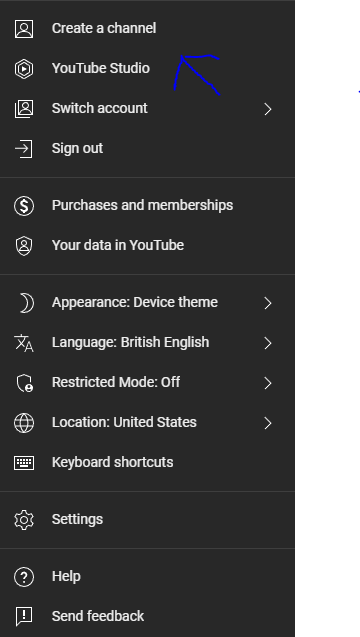 Create a channel
YouTube Studio
Switch account
Sign out
Purchases and memberships
Your data in YouTube
Appearance: Device theme
Language: British English
Restricted Mode: Off
Location: United States
Keyboard shortcuts
Settings
Help
Send feedback